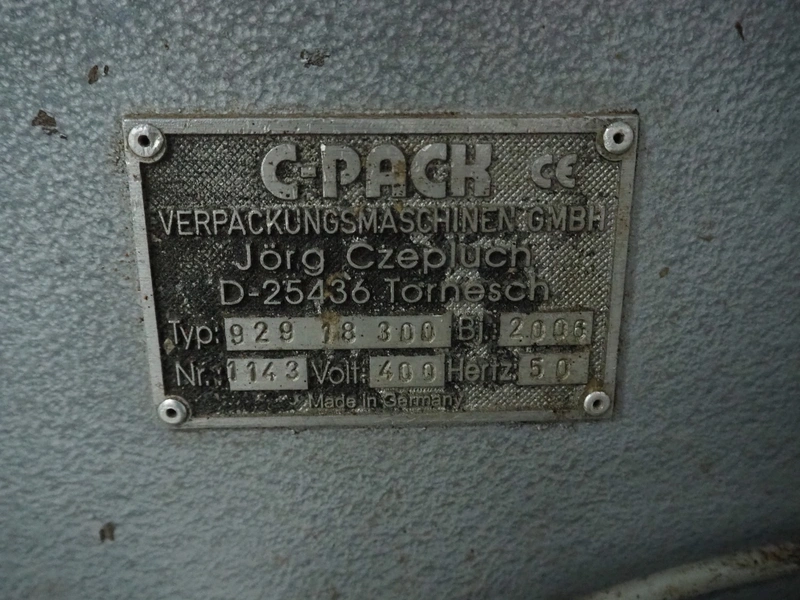 C-PACK CE
VERPACKUNGSMASCHINEN GMBH
Jörg Czepluch
D-25436 Tornesch
Typ: 929 18 300 Bj.: 2006
Nr.: 1143 Volt: 400 Hertz: 50
Made in Germany